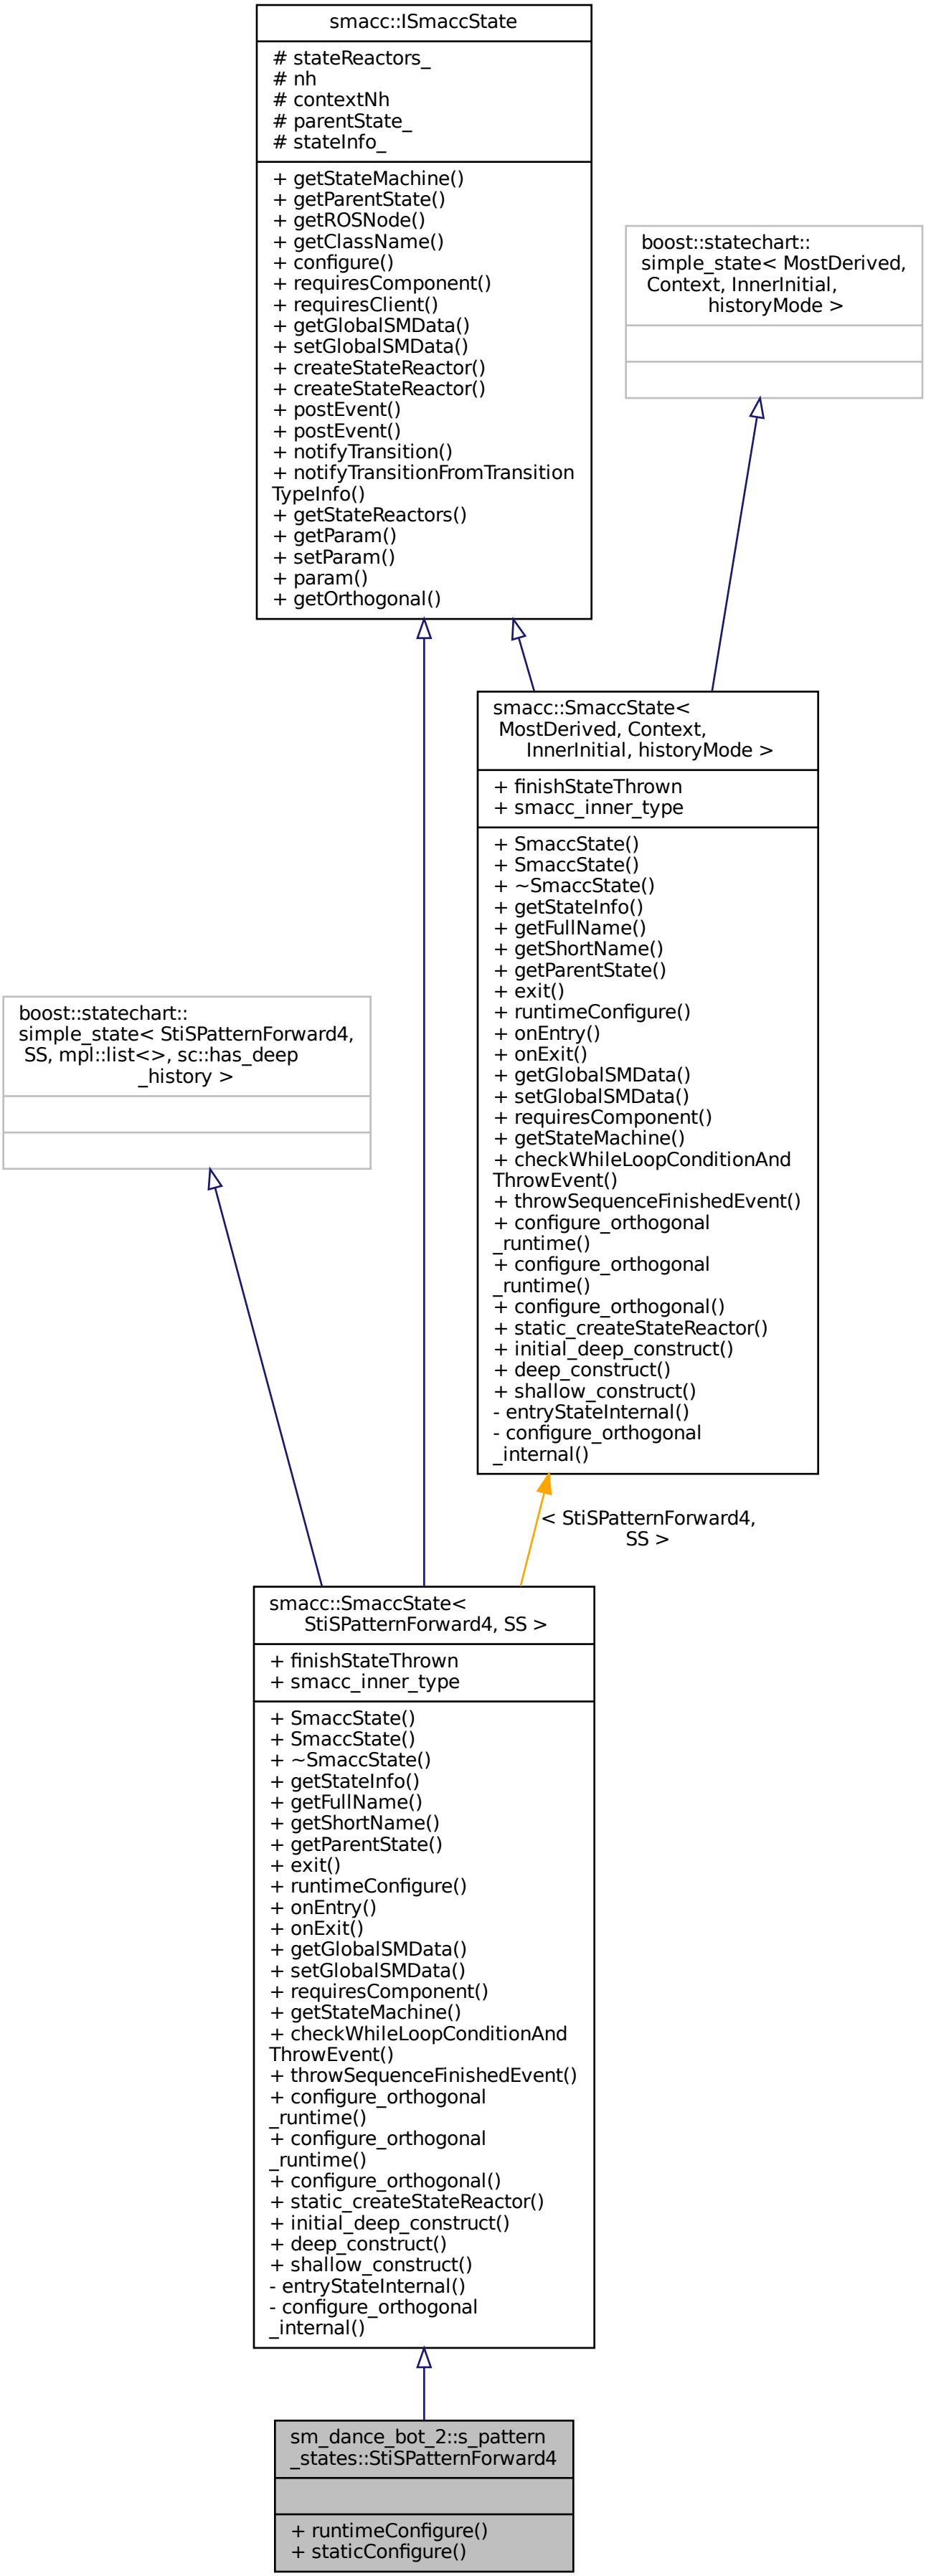 smacc::ISmaccState
# stateReactors_
# nh
# contextNh
# parentState_
# stateInfo_
+ getStateMachine()
+ getParentState()
+ getROSNode()
+ getClassName()
+ configure()
+ requiresComponent()
+ requiresClient()
+ getGlobalSMData()
+ setGlobalSMData()
+ createStateReactor()
+ createStateReactor()
+ postEvent()
+ postEvent()
+ notifyTransition()
+ notifyTransitionFromTransition
TypeInfo()
+ getStateReactors()
+ getParam()
+ setParam()
+ param()
+ getOrthogonal()
boost::statechart::
simple_state< MostDerived,
Context, InnerInitial,
historyMode >
smacc::SmaccState<
MostDerived, Context,
InnerInitial, historyMode >
+ finishStateThrown
+ smacc_inner_type
+ SmaccState()
+ SmaccState()
+ ~SmaccState()
+ getStateInfo()
+ getFullName()
+ getShortName()
+ getParentState()
+ exit()
+ runtimeConfigure()
+ onEntry()
+ onExit()
+ getGlobalSMData()
+ setGlobalSMData()
+ requiresComponent()
+ getStateMachine()
+ checkWhileLoopConditionAnd
ThrowEvent()
+ throwSequenceFinishedEvent()
+ configure_orthogonal
_runtime()
+ configure_orthogonal
_runtime()
+ configure_orthogonal()
+ static_createStateReactor()
+ initial_deep_construct()
+ deep_construct()
+ shallow_construct()
- entryStateInternal()
- configure_orthogonal
_internal()
boost::statechart::
simple_state< StiSPatternForward4,
SS, mpl::list<>, sc::has_deep
_history >
< StiSPatternForward4,
SS >
smacc::SmaccState<
StiSPatternForward4, SS >
+ finishStateThrown
+ smacc_inner_type
+ SmaccState()
+ SmaccState()
+ ~SmaccState()
+ getStateInfo()
+ getFullName()
+ getShortName()
+ getParentState()
+ exit()
+ runtimeConfigure()
+ onEntry()
+ onExit()
+ getGlobalSMData()
+ setGlobalSMData()
+ requiresComponent()
+ getStateMachine()
+ checkWhileLoopConditionAnd
ThrowEvent()
+ throwSequenceFinishedEvent()
+ configure_orthogonal
_runtime()
+ configure_orthogonal
_runtime()
+ configure_orthogonal()
+ static_createStateReactor()
+ initial_deep_construct()
+ deep_construct()
+ shallow_construct()
- entryStateInternal()
- configure_orthogonal
_internal()
sm_dance_bot_2::s_pattern
_states::StiSPatternForward4
+ runtimeConfigure()
+ staticConfigure()